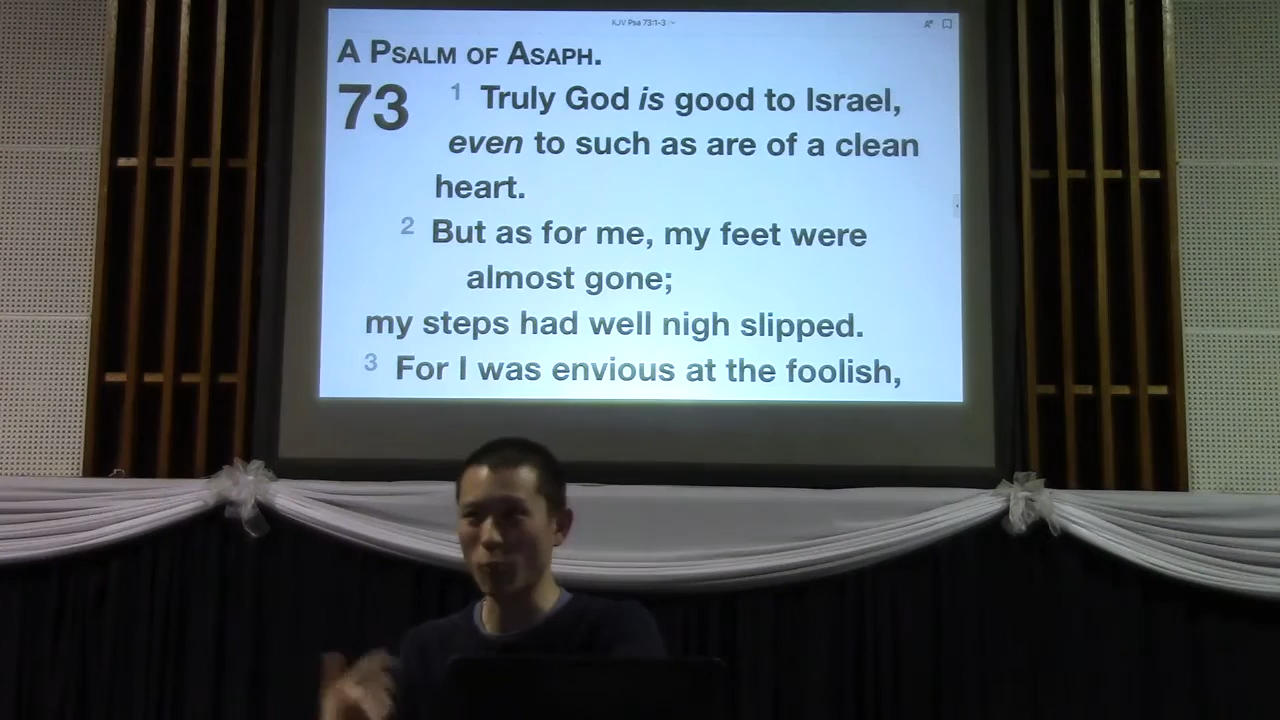 KJV Psa 73:1-3
A PSALM OF ASAPH.
73 1 Truly God is good to Israel,
even to such as are of a clean
heart.
2 But as for me, my feet were
almost gone;
my steps had well nigh slipped.
3 For I was envious at the foolish,